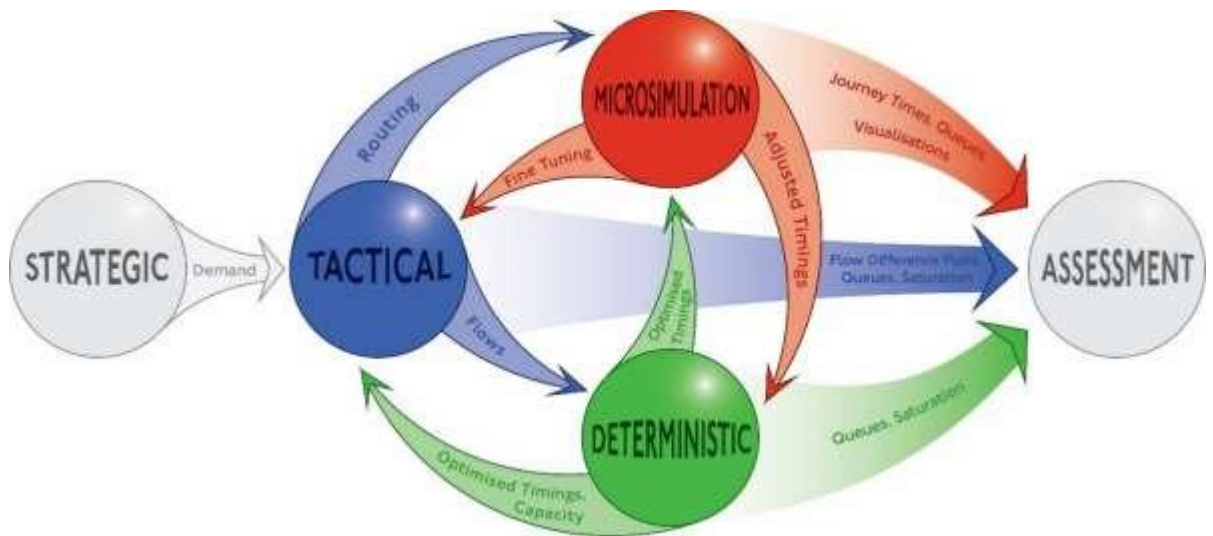 STRATEGIC
Demand
TACTICAL
Routing
Flows
MICROSIMULATION
Fine Tuning
Adjusted Timings
Optimised
Timings
DETERMINISTIC
Optimised Timings,
Capacity
Journey Times, Queues,
Visualisations
Flow Difference Plots,
Queues, Saturation
Queues, Saturation
ASSESSMENT